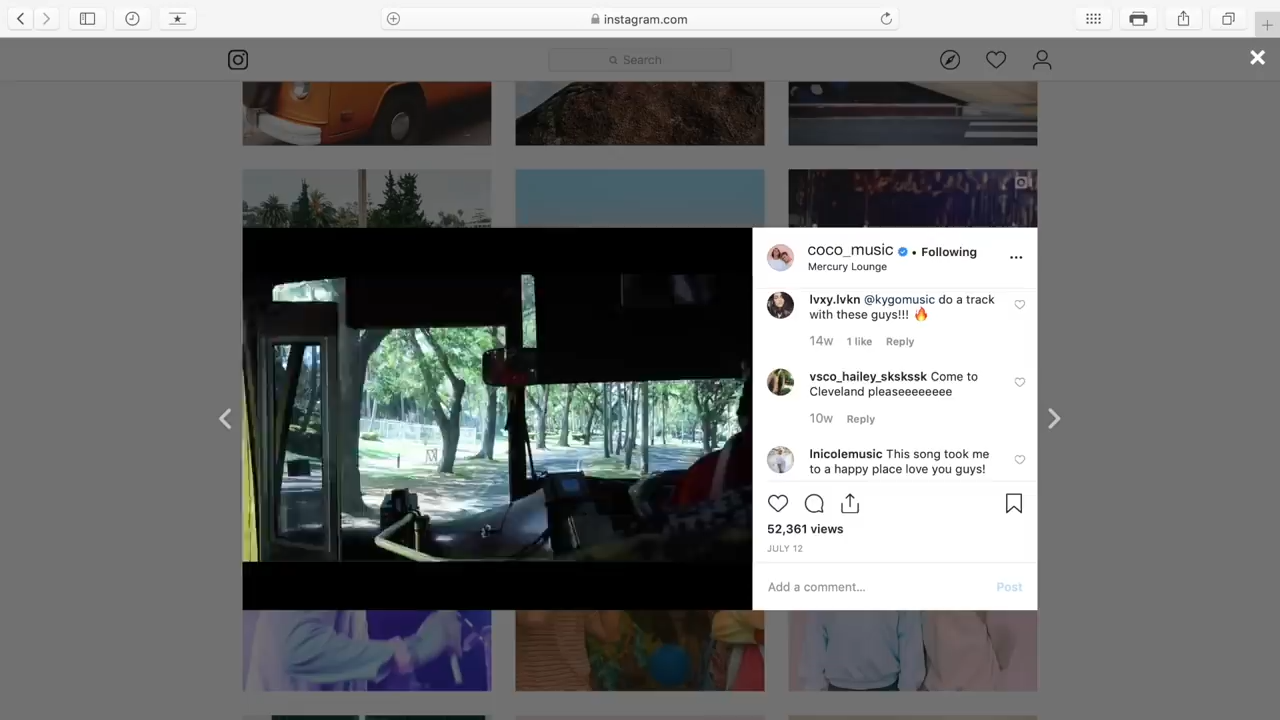 instagram.com
Search
coco_music • Following
Mercury Lounge
lvxy.lvkn @kygomusic do a track
with these guys!!! 🔥
14w 1 like Reply
vsco_hailey_skskssk Come to
Cleveland pleaseeeeeeee
10w Reply
lnicolemusic This song took me
to a happy place love you guys!
52,361 views
JULY 12
Add a comment... Post